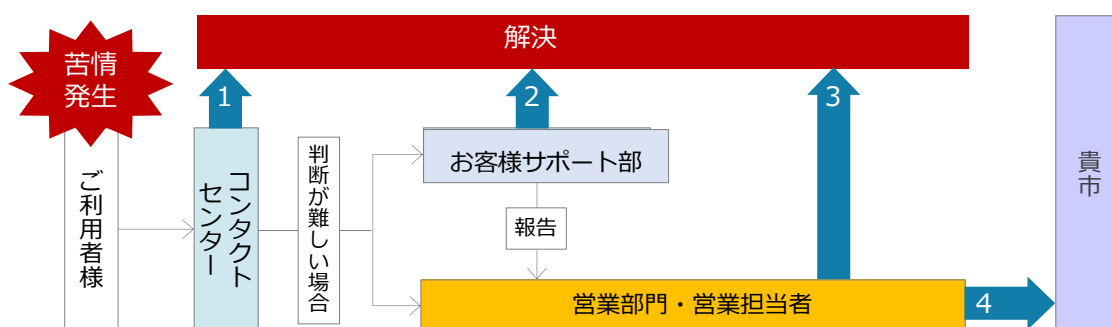 苦情
発生
解決
1
2
3
ご利用者様
コンタクト
センター
判断が難しい場合
お客様サポート部
報告
営業部門・営業担当者
4
貴市